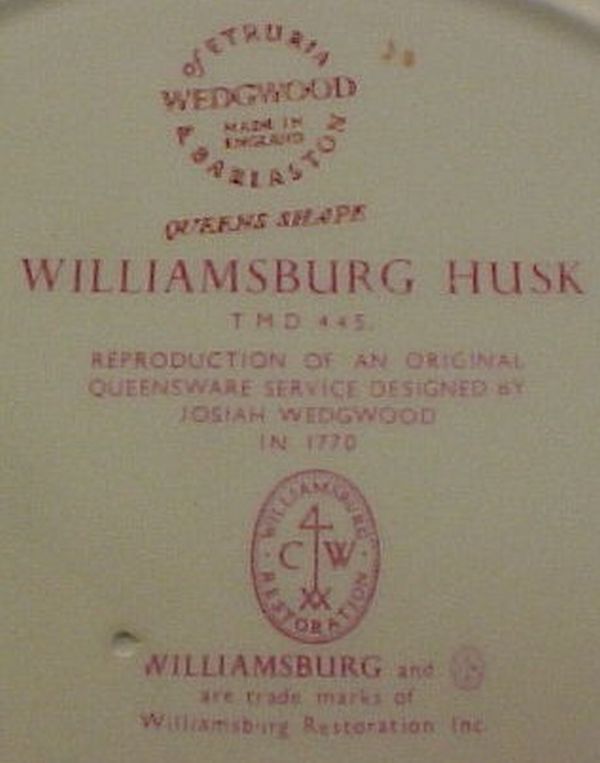 of ETRURIA
WEDGWOOD
MADE IN
ENGLAND
& BARLASTON
QUEENS SHAPE
WILLIAMSBURG HUSK
TMD 445.
REPRODUCTION OF AN ORIGINAL
QUEENSWARE SERVICE DESIGNED BY
JOSIAH WEDGWOOD
IN 1770
WILLIAMSBURG
C W
RESTORATION
WILLIAMSBURG and
are trade marks of
Williamsburg Restoration Inc